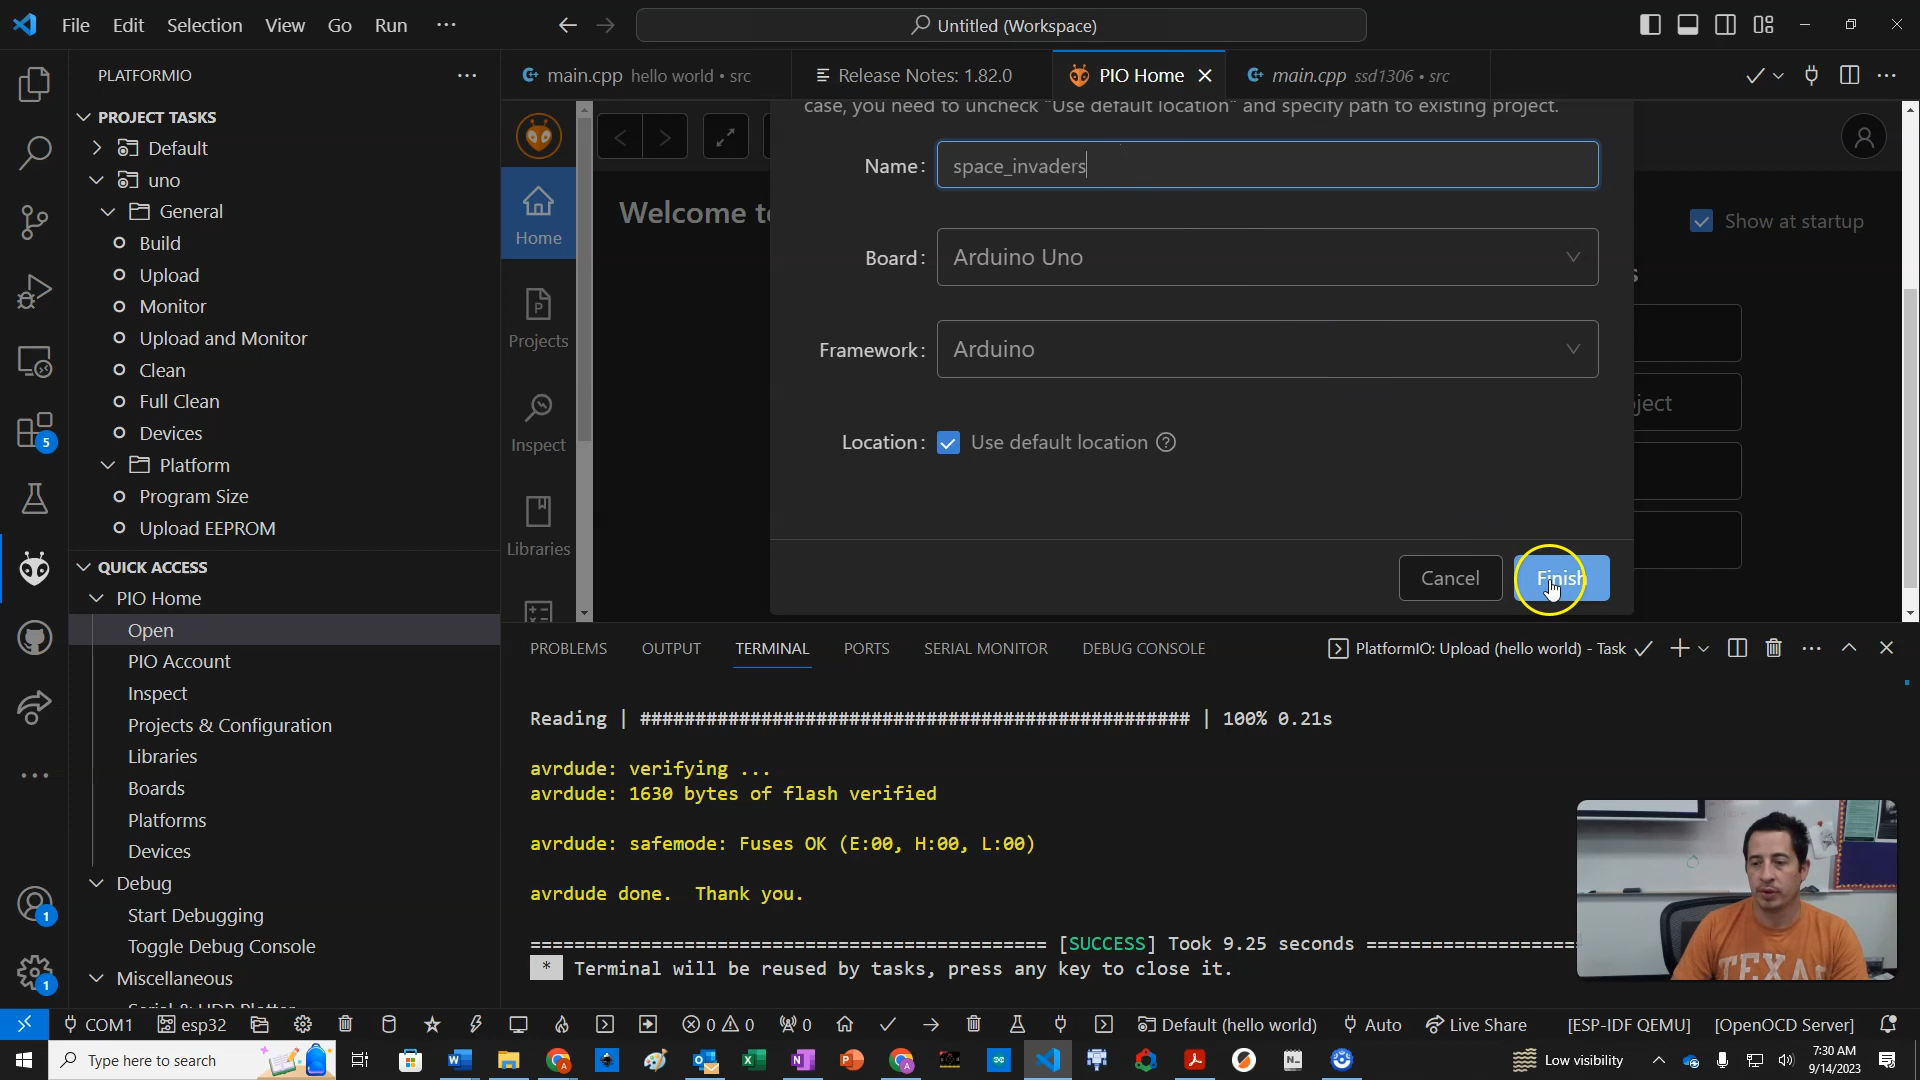 File Edit Selection View Go Run ···
Untitled (Workspace)
PLATFORMIO
main.cpp hello world • src
Release Notes: 1.82.0
PIO Home
main.cpp ssd1306 • src
PROJECT TASKS
Default
uno
General
Build
Upload
Monitor
Upload and Monitor
Clean
Full Clean
Devices
Platform
Program Size
Upload EEPROM
QUICK ACCESS
PIO Home
Open
PIO Account
Inspect
Projects & Configuration
Libraries
Boards
Platforms
Devices
Debug
Start Debugging
Toggle Debug Console
Miscellaneous
5
1
1
Home
Projects
Inspect
Libraries
Welcome t
Show at startup
ject
case, you need to uncheck "Use default location" and specify path to existing project.
Name: space_invaders
Board: Arduino Uno
Framework: Arduino
Location: Use default location
Cancel Finish
PROBLEMS OUTPUT TERMINAL PORTS SERIAL MONITOR DEBUG CONSOLE
PlatformIO: Upload (hello world) - Task
Reading | ################################################## | 100% 0.21s
avrdude: verifying ...
avrdude: 1630 bytes of flash verified
avrdude: safemode: Fuses OK (E:00, H:00, L:00)
avrdude done.  Thank you.
=============================================== [SUCCESS] Took 9.25 seconds ===================
* Terminal will be reused by tasks, press any key to close it.
TEXA
COM1 esp32 0 0 0 Default (hello world) Auto Live Share [ESP-IDF QEMU] [OpenOCD Server]
Type here to search
Low visibility
7:30 AM
9/14/2023